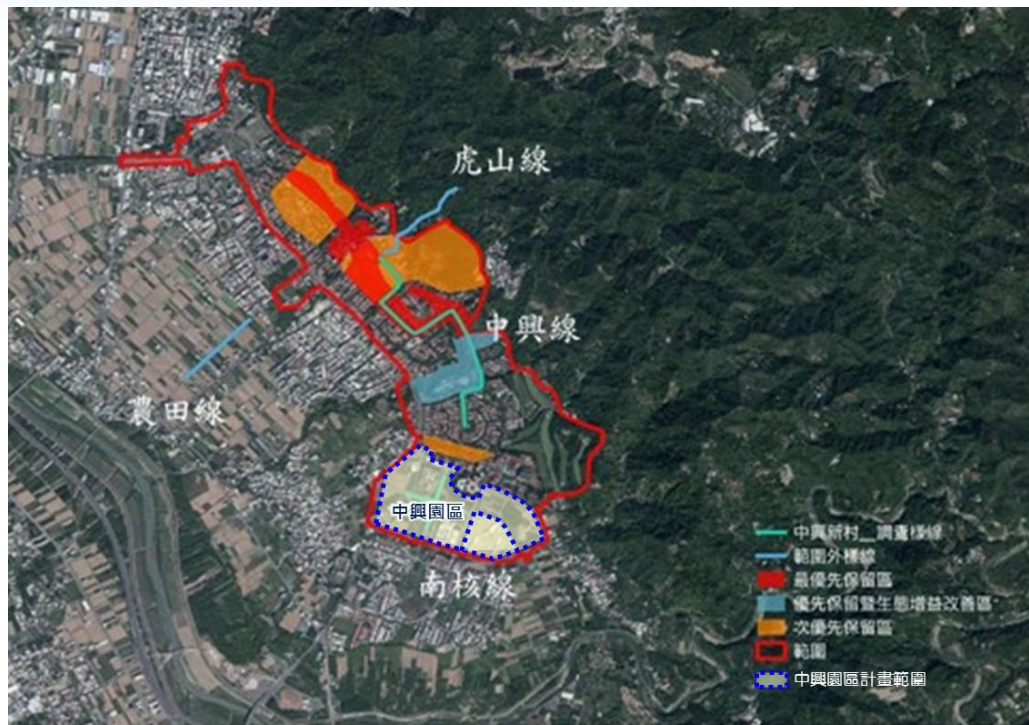 虎山線
中興線
農田線
中興園區
南核線
中興新村__調查樣線
範圍外樣線
最優先保留區
優先保留暨生態增益改善區
次優先保留區
範圍
中興園區計畫範圍